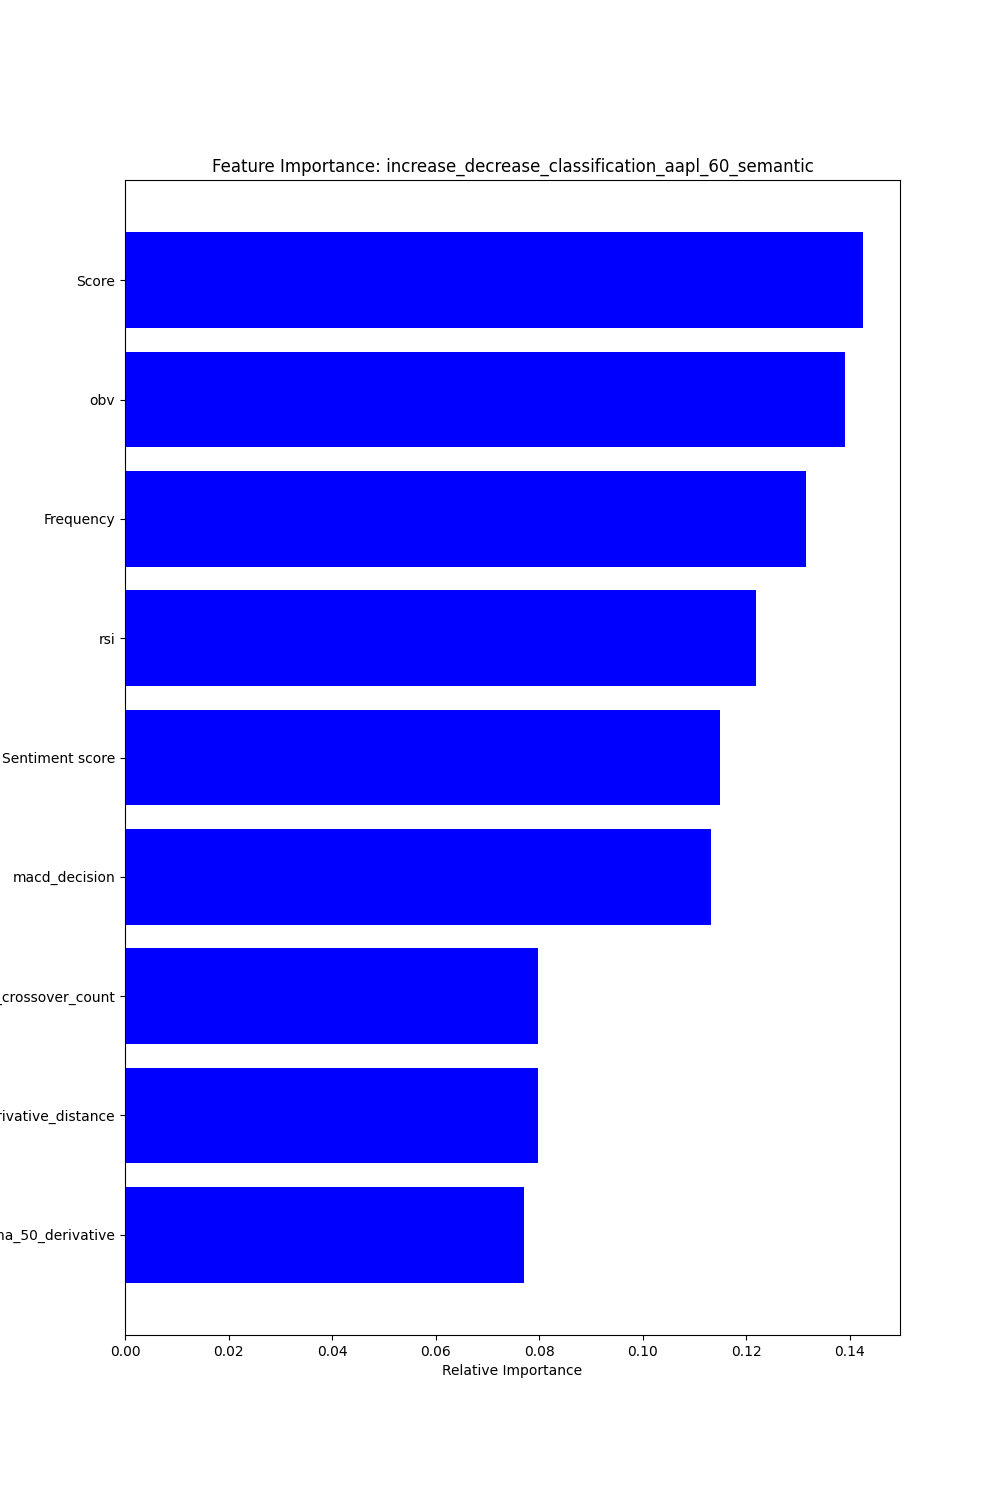 Feature Importance: increase_decrease_classification_aapl_60_semantic
Score
obv
Frequency
rsi
Sentiment score
macd_decision
_crossover_count
rivative_distance
na_50_derivative
0.00 0.02 0.04 0.06 0.08 0.10 0.12 0.14
Relative Importance